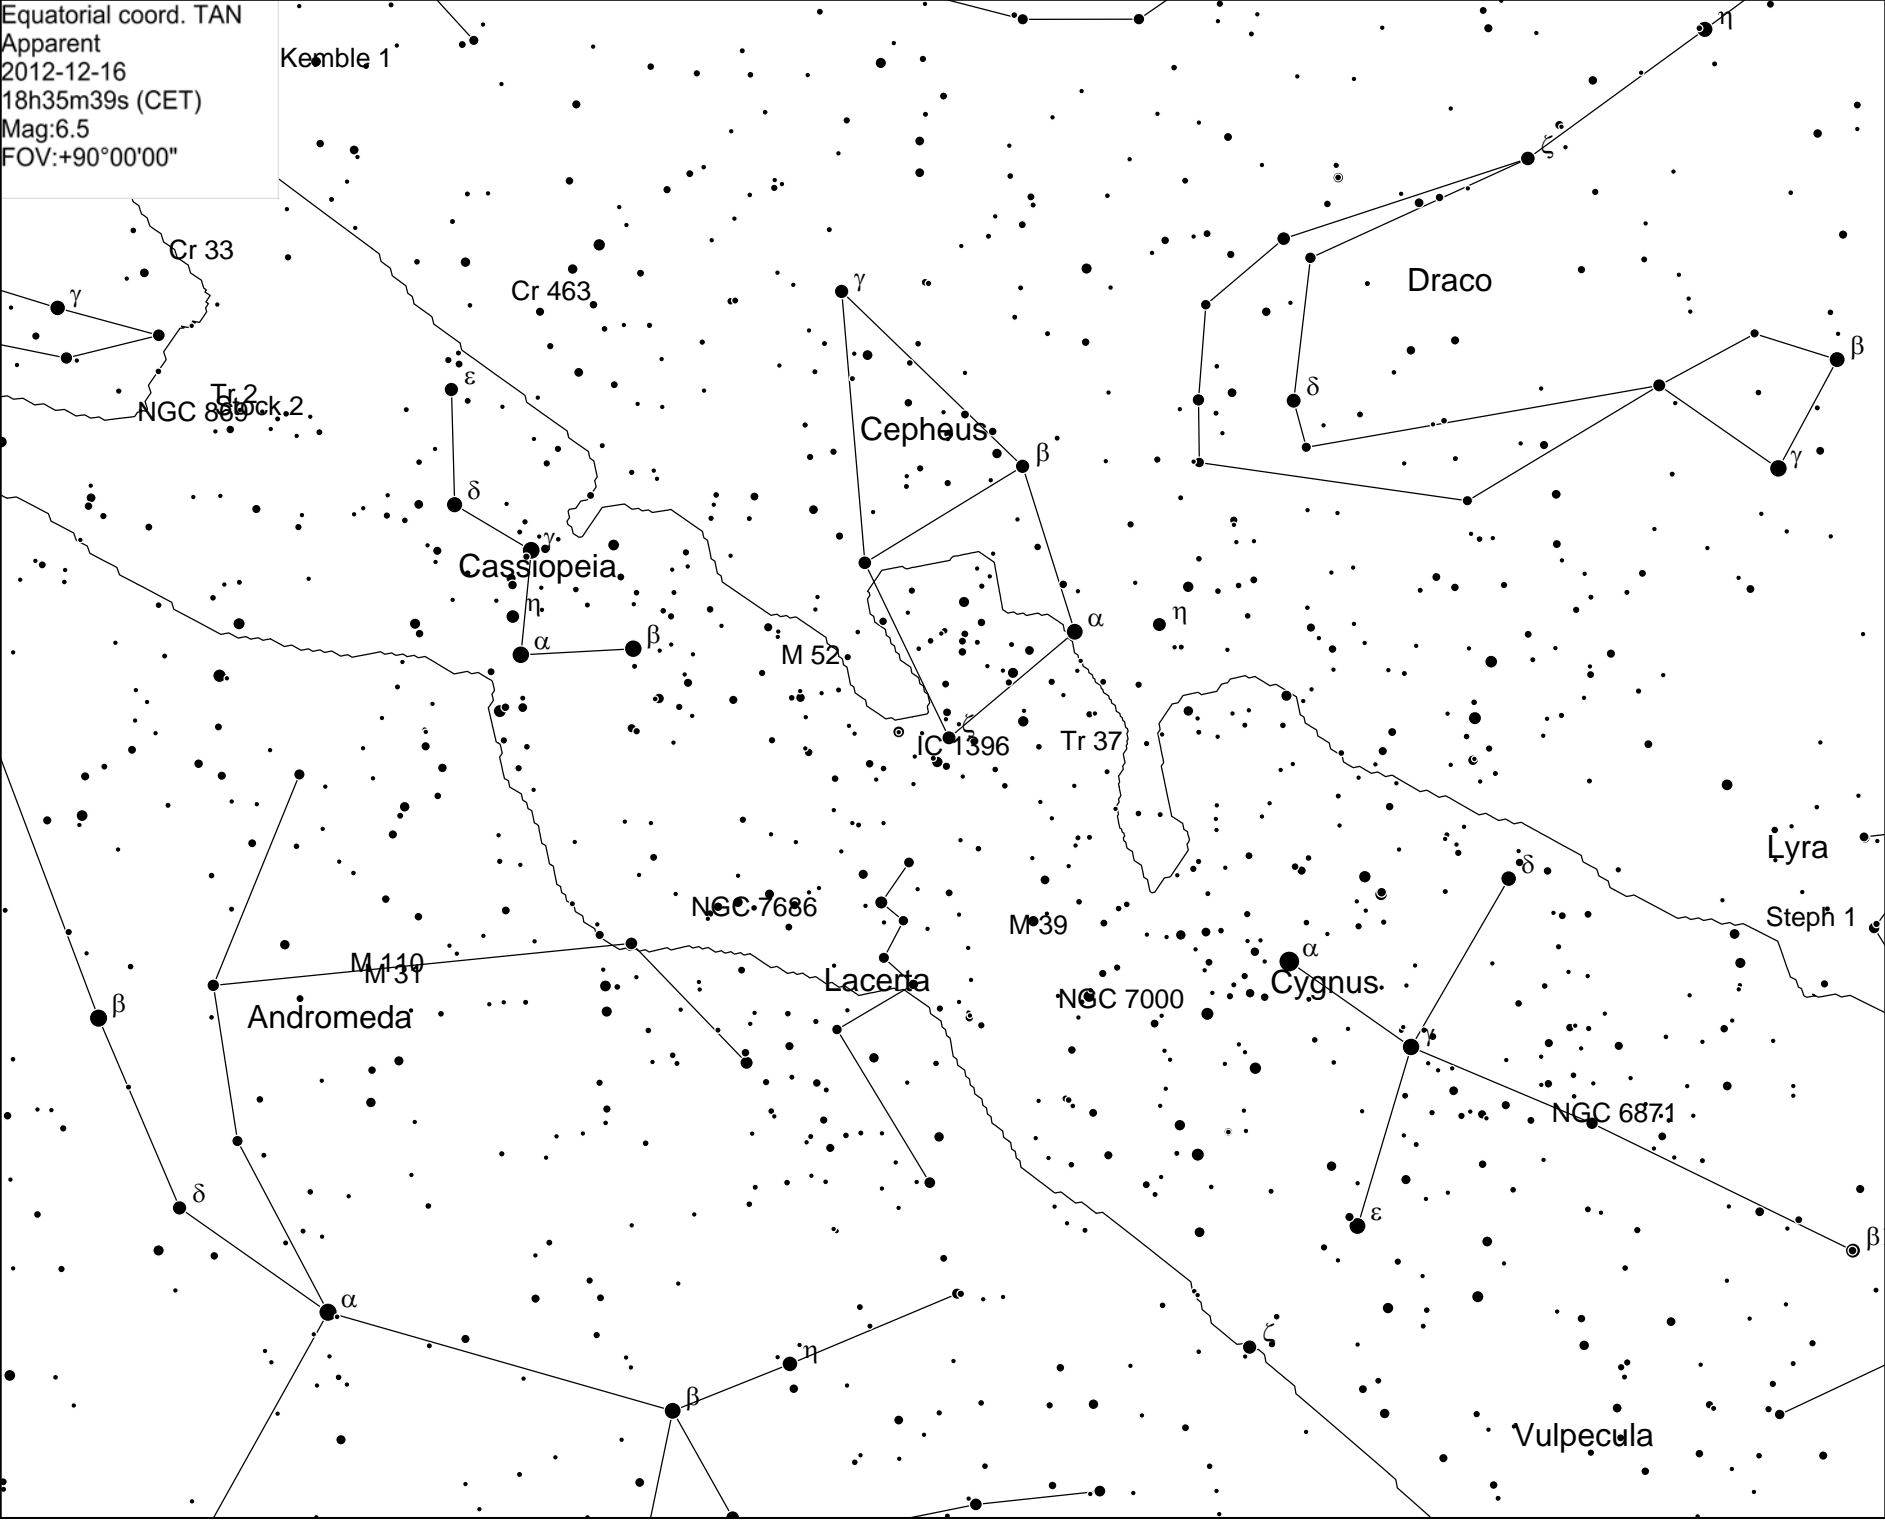 Equatorial coord. TAN
Apparent
2012-12-16
18h35m39s (CET)
Mag:6.5
FOV:+90°00'00"
Kemble 1
η
ζ
Cr 33
γ
Cr 463
γ
Draco
β
ε
δ
Tr 2
Stock 2
NGC 869
Cepheus
β
γ
δ
γ
Cassiopeia
η
α
β
α
η
M 52
ζ
IC 1396
Tr 37
Lyra
δ
NGC 7686
M 39
Steph 1
α
M 110
M 31
Lacerta
Cygnus
NGC 7000
β
Andromeda
γ
NGC 6871
δ
ε
β
α
ζ
η
β
Vulpecula